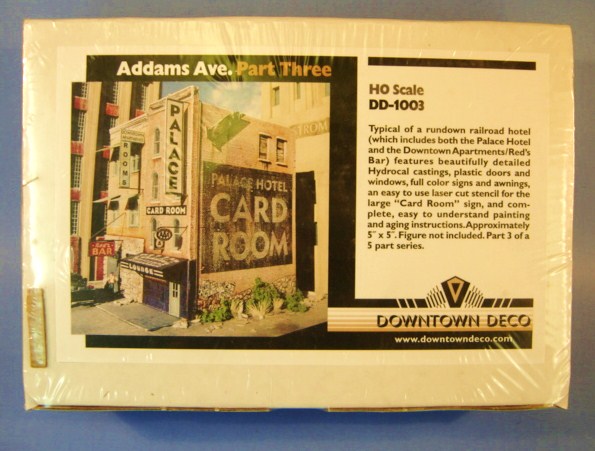 Addams Ave. Part Three
HO Scale
DD-1003
Typical of a rundown railroad hotel
(which includes both the Palace Hotel
and the Downtown Apartments/Red's
Bar) features beautifully detailed
Hydrocal castings, plastic doors and
windows, full color signs and awnings,
an easy to use laser cut stencil for the
large "Card Room" sign, and com-
plete, easy to understand painting
and aging instructions. Approximately
5" x 5". Figure not included. Part 3 of a
5 part series.
DOWNTOWN DECO
www.downtowndeco.com
PALACE
ROOMS
CARD ROOM
BAR
LOUNGE
PALACE HOTEL
CARD
ROOM